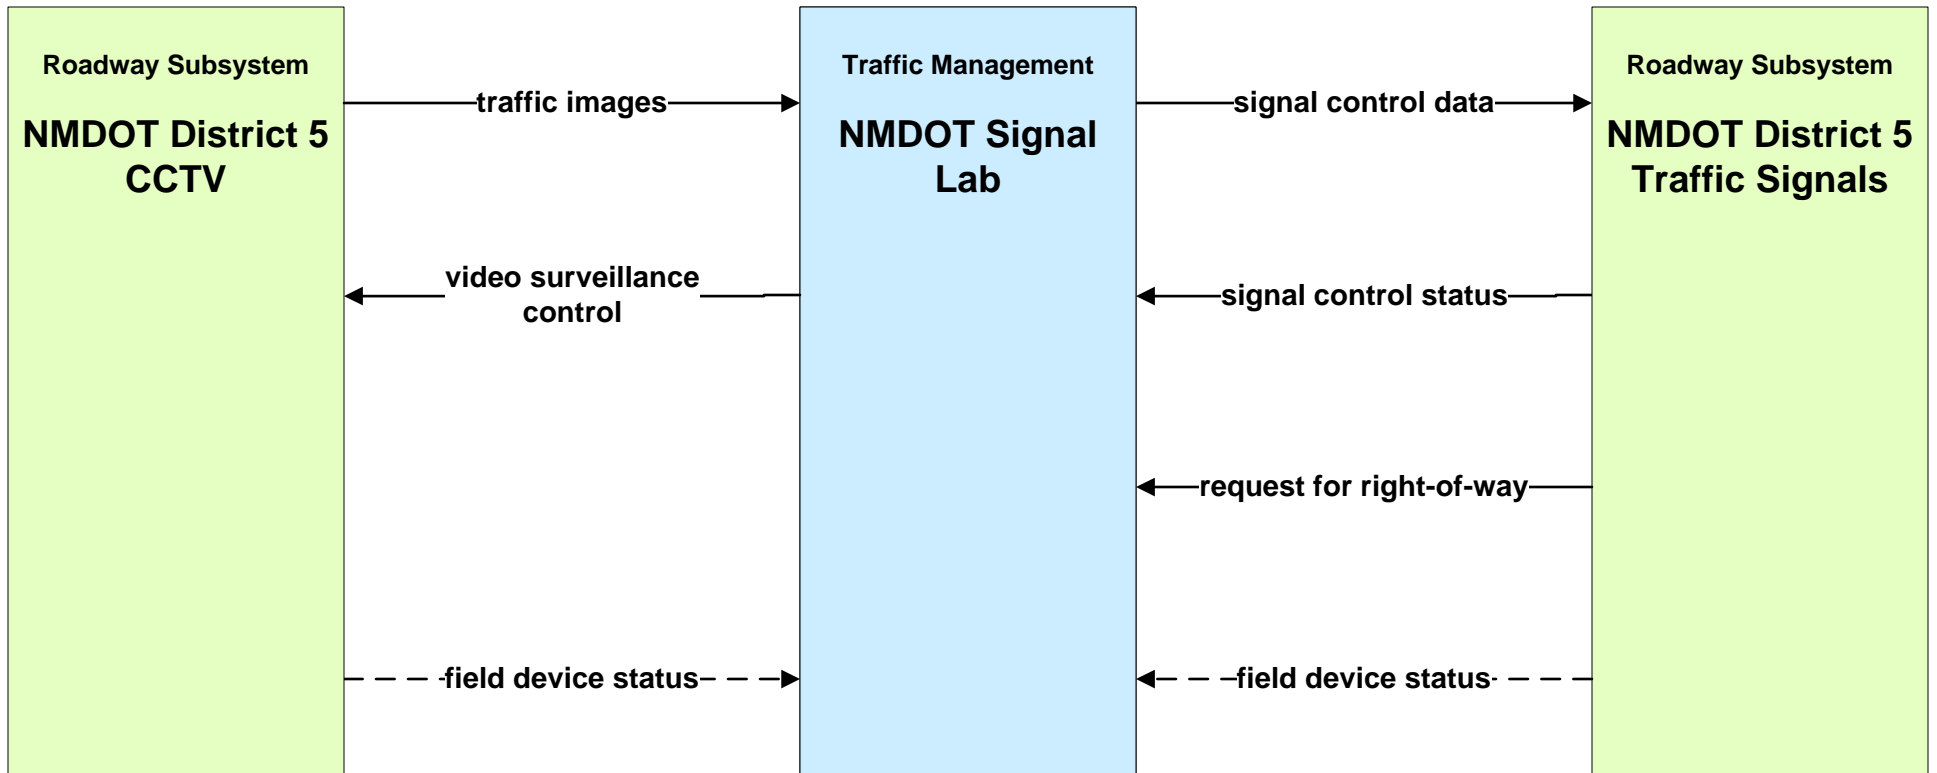 Roadway Subsystem
NMDOT District 5
CCTV
Traffic Management
NMDOT Signal
Lab
Roadway Subsystem
NMDOT District 5
Traffic Signals
traffic images
signal control data
video surveillance
control
signal control status
request for right-of-way
field device status
field device status